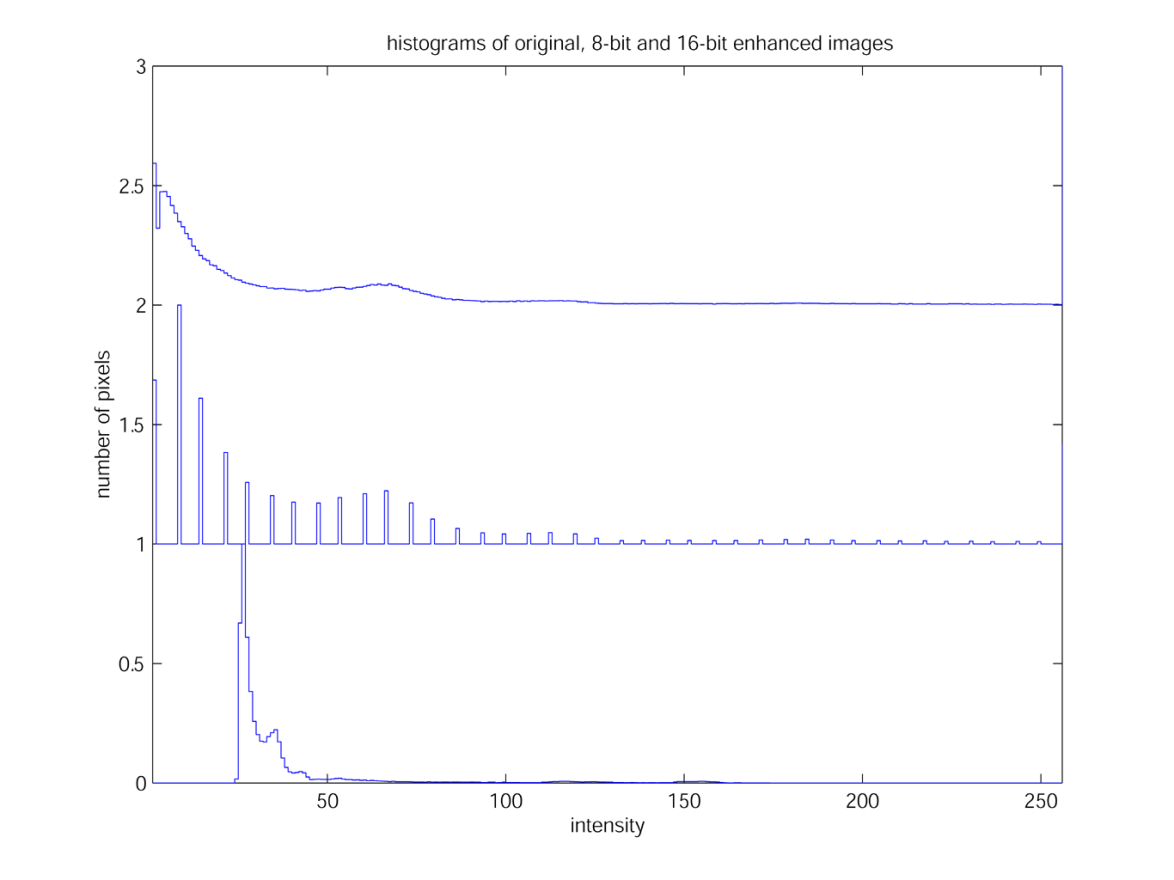 histograms of original, 8-bit and 16-bit enhanced images
3
2.5
2
1.5
1
0.5
0
number of pixels
50 100 150 200 250
intensity